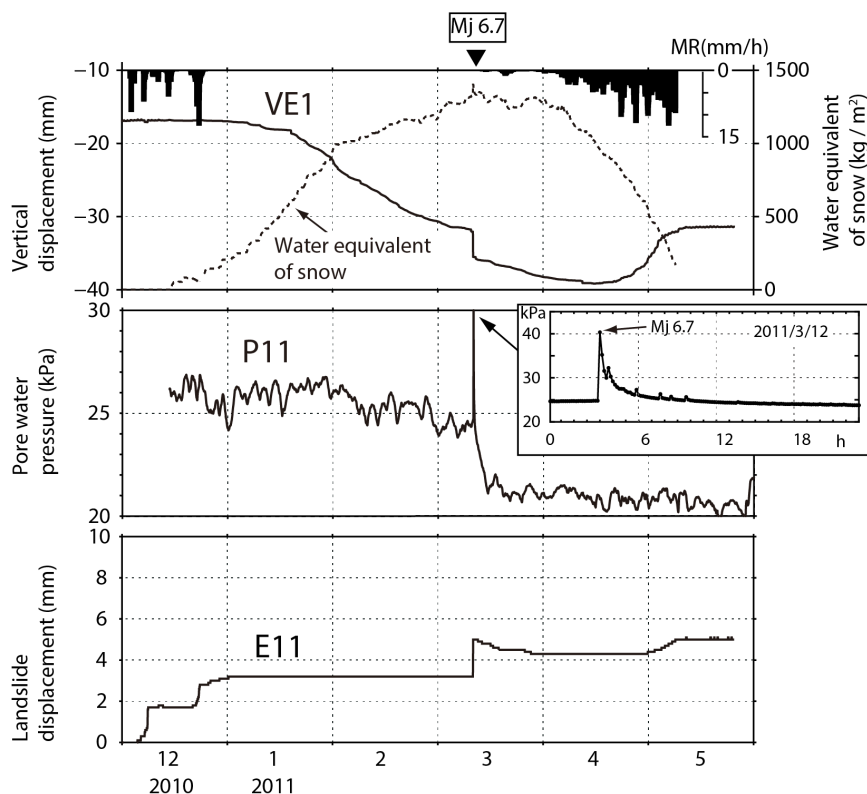 Mj 6.7
MR(mm/h)
Vertical
displacement (mm)
−10
−20
−30
−40
VE1
Water equivalent
of snow
0
15
1500
1000
500
0
Water equivalent
of snow (kg / m²)
Pore water
pressure (kPa)
30
25
20
P11
kPa
40
30
20
Mj 6.7
2011/3/12
0 6 12 18 h
Landslide
displacement (mm)
10
8
6
4
2
0
E11
12 1 2 3 4 5
2010 2011